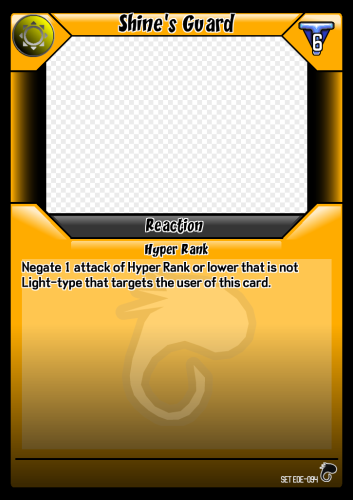 Shine's Guard
6
Reaction
Hyper Rank
Negate 1 attack of Hyper Rank or lower that is not
Light-type that targets the user of this card.
SET EDE-094